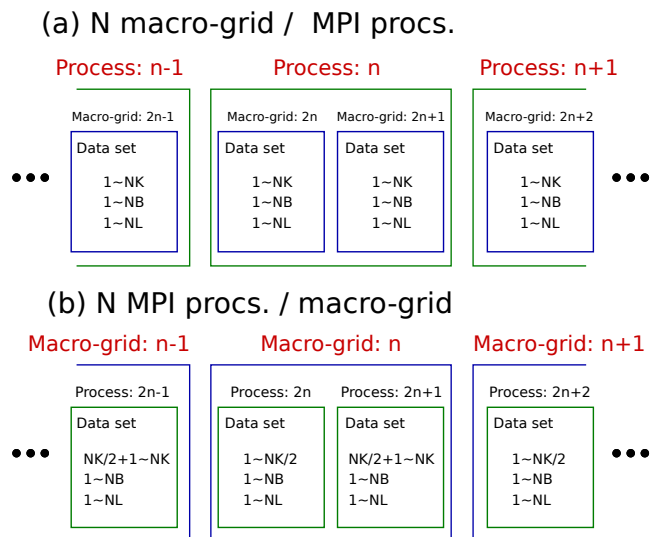 (a) N macro-grid / MPI procs.
Process: n-1 Process: n Process: n+1
Macro-grid: 2n-1 Macro-grid: 2n Macro-grid: 2n+1 Macro-grid: 2n+2
Data set Data set Data set Data set
1~NK 1~NK 1~NK 1~NK
1~NB 1~NB 1~NB 1~NB
1~NL 1~NL 1~NL 1~NL
(b) N MPI procs. / macro-grid
Macro-grid: n-1 Macro-grid: n Macro-grid: n+1
Process: 2n-1 Process: 2n Process: 2n+1 Process: 2n+2
Data set Data set Data set Data set
NK/2+1~NK 1~NK/2 NK/2+1~NK 1~NK/2
1~NB 1~NB 1~NB 1~NB
1~NL 1~NL 1~NL 1~NL